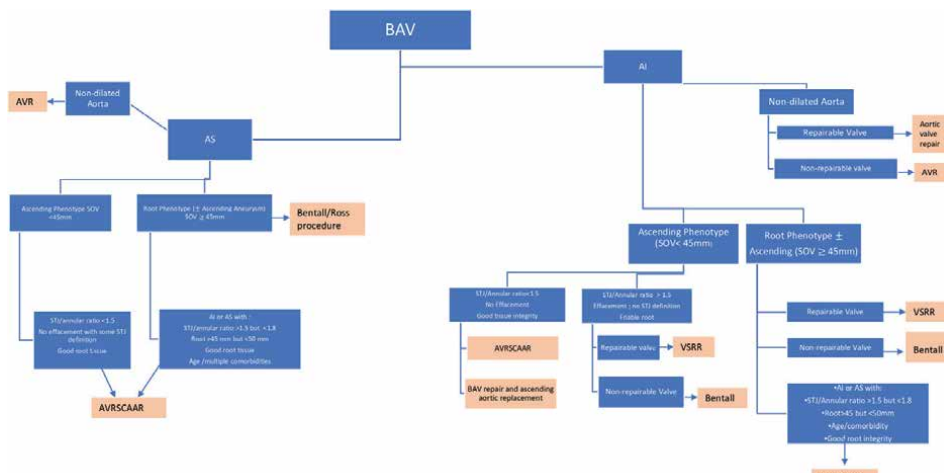 BAV
AI
Non-dilated Aorta
AVR
Non-dilated
Aorta
Repairable Valve
Aortic
valve
repair
AS
Non-repairable valve
AVR
Ascending Phenotype SOV
<45mm
Root Phenotype (± Ascending Aneurysm)
SOV ≥ 45mm
Bentall/Ross
procedure
Ascending Phenotype
(SOV< 45mm)
Root Phenotype ±
Ascending (SOV ≥ 45mm)
STJ/Annular ratio<1.5
No Effacement
Good tissue integrity
STJ/Annular ratio > 1.5
Effacement ; no STJ definition
root
STJ/annular ratio <1.5
No effacement with some STJ
definition
Good root tissue
AI or AS with :
STJ/annular ratio >1.5 but <1.8
Root >45 mm but <50 mm
Good root tissue
Age /multiple comorbidities
Repairable Valve
VSRR
AVRSCAAR
Repairable valve
VSRR
Non-repairable Valve
Bentall
BAV repair and ascending
aortic replacement
Non-repairable Valve
Bentall
AVRSCAAR
•AI or AS with:
•STJ/Annular ratio >1.5 but <1.8
•Root>45 but <50mm
•Age/comorbidity
•Good root integrity